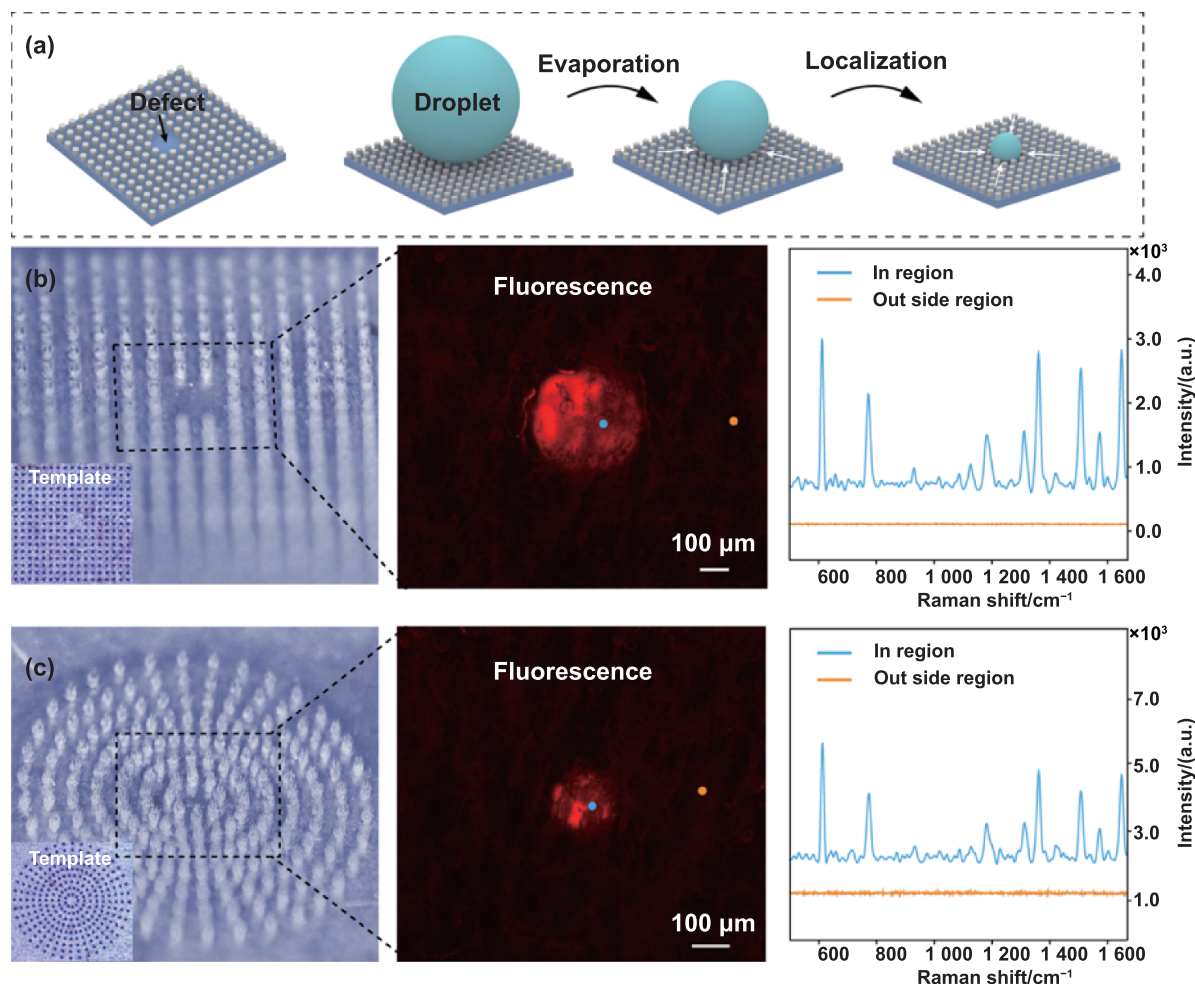 (a)
Defect
Droplet
Evaporation
Localization
(b)
Template
Fluorescence
100 μm
In region
Out side region
×10³
4.0
3.0
2.0
1.0
0.0
Intensity/(a.u.)
600 800 1 000 1 200 1 400 1 600
Raman shift/cm⁻¹
(c)
Template
Fluorescence
100 μm
In region
Out side region
×10³
7.0
5.0
3.0
1.0
Intensity/(a.u.)
600 800 1 000 1 200 1 400 1 600
Raman shift/cm⁻¹